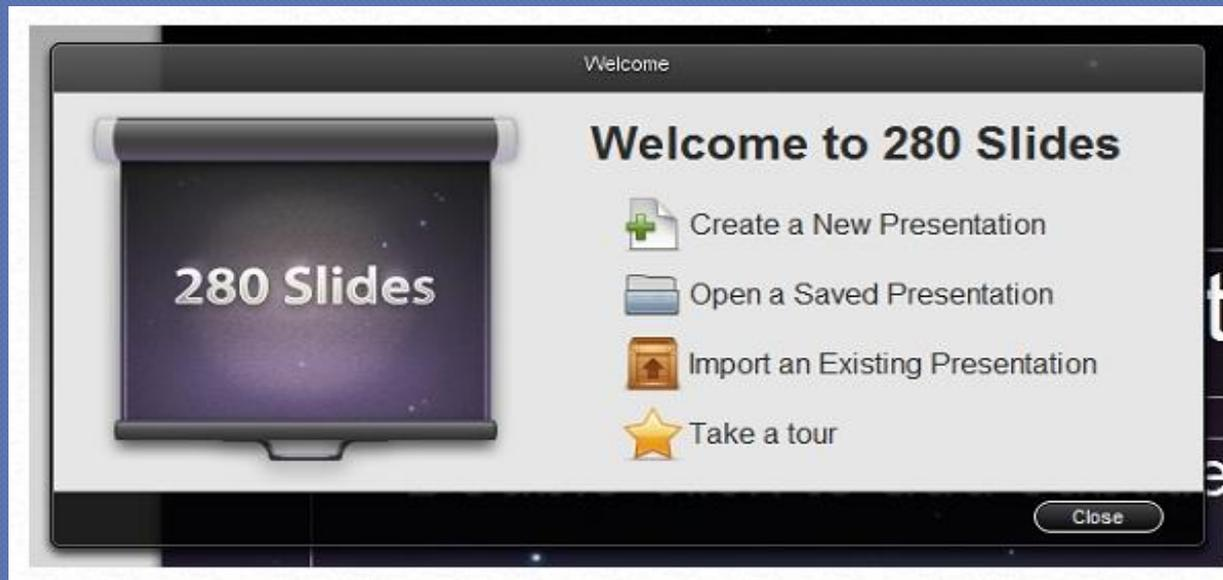 Welcome
280 Slides
Welcome to 280 Slides
Create a New Presentation
Open a Saved Presentation
Import an Existing Presentation
Take a tour
Close